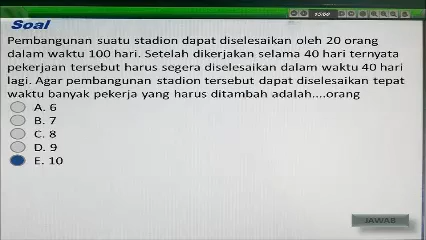 15/60
Soal
Pembangunan suatu stadion dapat diselesaikan oleh 20 orang
dalam waktu 100 hari. Setelah dikerjakan selama 40 hari ternyata
pekerjaan tersebut harus segera diselesaikan dalam waktu 40 hari
lagi. Agar pembangunan stadion tersebut dapat diselesaikan tepat
waktu banyak pekerja yang harus ditambah adalah....orang
A. 6
B. 7
C. 8
D. 9
E. 10
JAWAB